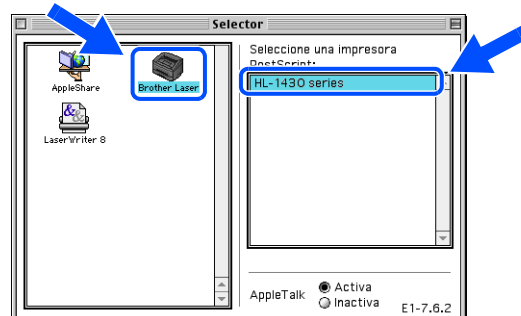 Selector
AppleShare
Brother Laser
LaserWriter 8
Seleccione una impresora
PostScript:
HL-1430 series
AppleTalk
Activa
Inactiva
E1-7.6.2